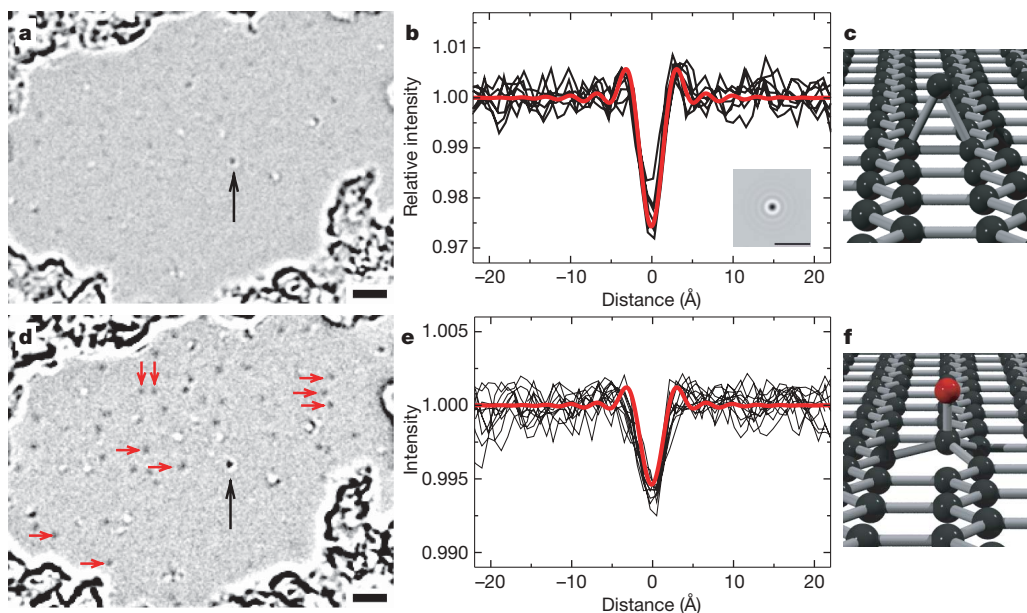 a
b
c
1.01
1.00
0.99
0.98
0.97
Relative intensity
–20
–10
0
10
20
Distance (Å)
d
e
f
1.005
1.000
0.995
0.990
Intensity
–20
–10
0
10
20
Distance (Å)